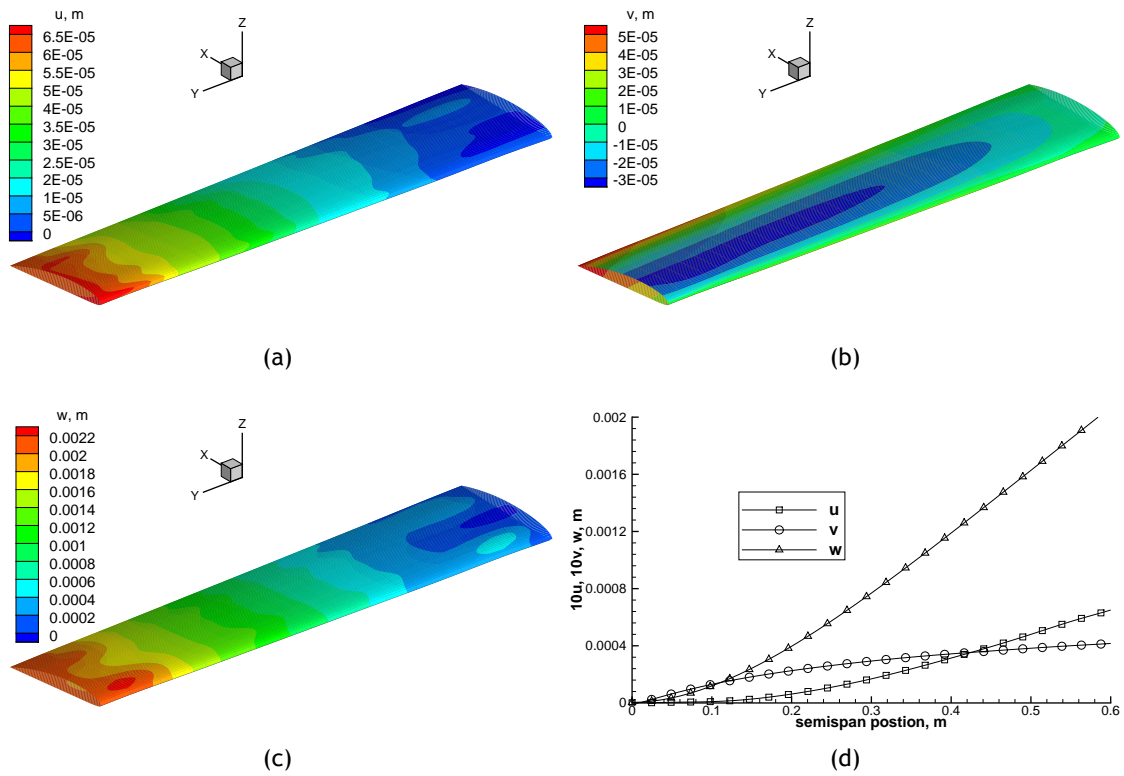 u, m
6.5E-05
6E-05
5.5E-05
5E-05
4.5E-05
4E-05
3.5E-05
3E-05
2.5E-05
2E-05
1.5E-05
1E-05
5E-06
0
Z
X
Y
(a)
v, m
5E-05
4E-05
3E-05
2E-05
1E-05
0
-1E-05
-2E-05
-3E-05
Z
X
Y
(b)
w, m
0.0022
0.002
0.0018
0.0016
0.0014
0.0012
0.001
0.0008
0.0006
0.0004
0.0002
0
Z
X
Y
(c)
10u, 10v, w, m
0.002
0.0016
0.0012
0.0008
0.0004
0
u
v
w
0 0.1 0.2 0.3 0.4 0.5 0.6
semispan postion, m
(d)